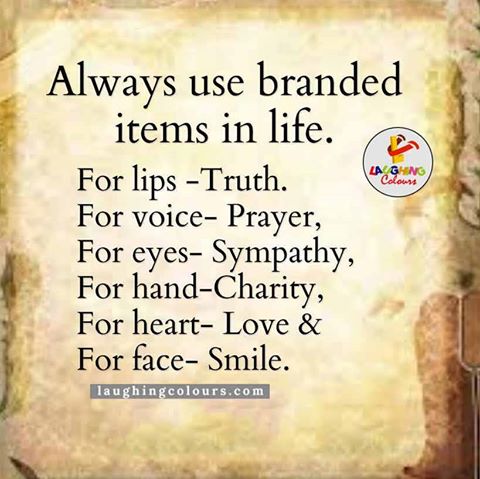 Always use branded
items in life.
For lips -Truth.
LAUGHING
Colours
For voice- Prayer,
For eyes- Sympathy,
For hand-Charity,
For heart- Love &
For face- Smile.
laughingcolours.com